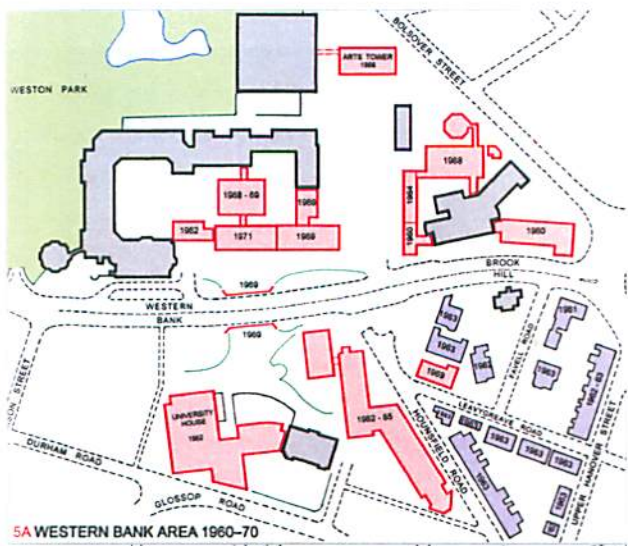 BOLSOVER STREET
ARTS TOWER
WESTON PARK
1968
1964
1960
1960
1968 - 69
1969
1962
1971
1969
BROOK
HILL
1969
WESTERN
BANK
1969
1963
1963
1962
1969
1961
1963
1962 - 63
FAVELL ROAD
LEAVYGREAVE ROAD
UPPER HANOVER STREET
HOUNSFIELD ROAD
1962 - 65
UNIVERSITY
HOUSE
1962
1963
1963
1963
1963
1963
DURHAM ROAD
GLOSSOP ROAD
5A WESTERN BANK AREA 1960-70